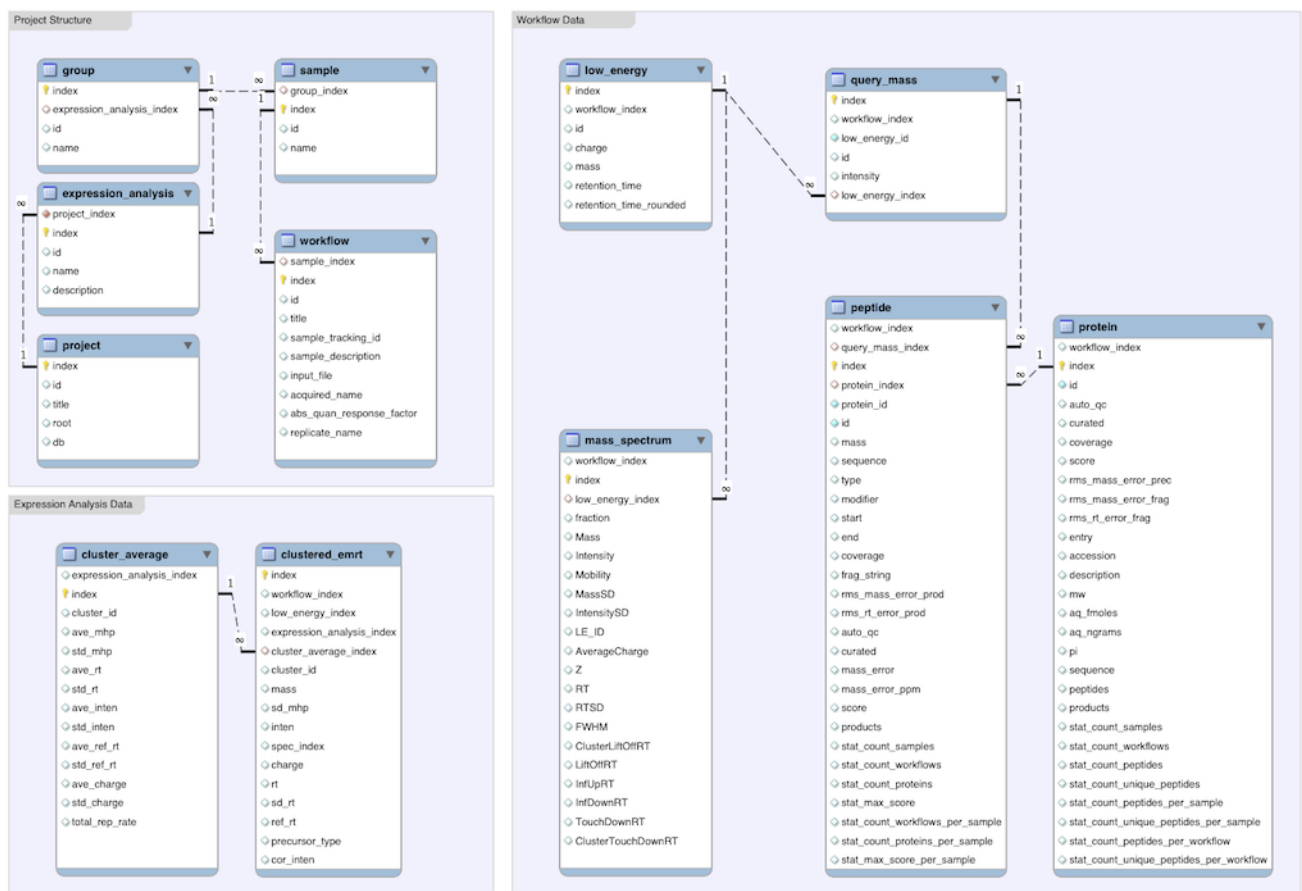 Project Structure
group
index
expression_analysis_index
id
name
sample
group_index
index
id
name
expression_analysis
project_index
index
id
name
description
workflow
sample_index
index
id
title
sample_tracking_id
sample_description
input_file
acquired_name
abs_quan_response_factor
replicate_name
project
index
id
title
root
db
1
∞
∞
1
∞
1
∞
1
Expression Analysis Data
cluster_average
expression_analysis_index
index
cluster_id
ave_mhp
std_mhp
ave_rt
std_rt
ave_inten
std_inten
ave_ref_rt
std_ref_rt
ave_charge
std_charge
total_rep_rate
1
∞
clustered_emrt
index
workflow_index
low_energy_index
expression_analysis_index
cluster_average_index
cluster_id
mass
sd_mhp
inten
spec_index
charge
rt
sd_rt
ref_rt
precursor_type
cor_inten
Workflow Data
low_energy
index
workflow_index
id
charge
mass
retention_time
retention_time_rounded
1
∞
query_mass
index
workflow_index
low_energy_id
id
intensity
low_energy_index
1
∞
mass_spectrum
workflow_index
index
low_energy_index
fraction
Mass
Intensity
Mobility
MassSD
IntensitySD
LE_ID
AverageCharge
Z
RT
RTSD
FWHM
ClusterLiftOffRT
LiftOffRT
InfUpRT
InfDownRT
TouchDownRT
ClusterTouchDownRT
∞
peptide
workflow_index
query_mass_index
index
protein_index
protein_id
id
mass
sequence
type
modifier
start
end
coverage
frag_string
rms_mass_error_prod
rms_rt_error_prod
auto_qc
curated
mass_error
mass_error_ppm
score
products
stat_count_samples
stat_count_workflows
stat_count_proteins
stat_max_score
stat_count_workflows_per_sample
stat_count_proteins_per_sample
stat_max_score_per_sample
∞
1
protein
workflow_index
index
id
auto_qc
curated
coverage
score
rms_mass_error_prec
rms_mass_error_frag
rms_rt_error_frag
entry
accession
description
mw
aq_fmoles
aq_ngrams
pi
sequence
peptides
products
stat_count_samples
stat_count_workflows
stat_count_peptides
stat_count_unique_peptides
stat_count_peptides_per_sample
stat_count_unique_peptides_per_sample
stat_count_peptides_per_workflow
stat_count_unique_peptides_per_workflow